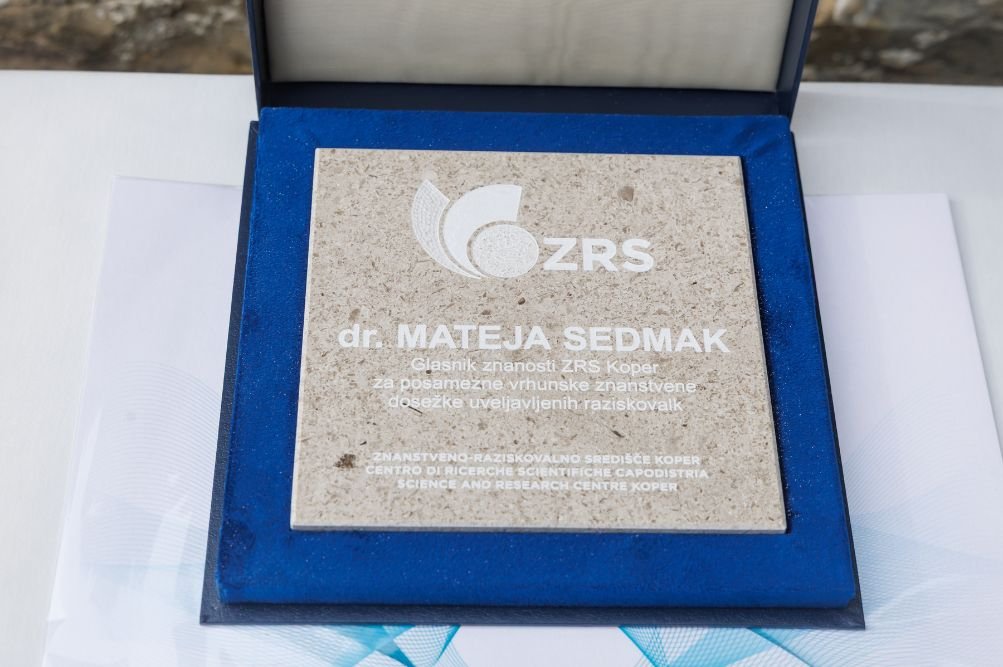 ZRS
dr. MATEJA SEDMAK
Glasnik znanosti ZRS Koper
za posamezne vrhunske znanstvene
dosežke uveljavljenih raziskovalk
ZNANSTVENO-RAZISKOVALNO SREDIŠČE KOPER
CENTRO DI RICERCHE SCIENTIFICHE CAPODISTRIA
SCIENCE AND RESEARCH CENTRE KOPER